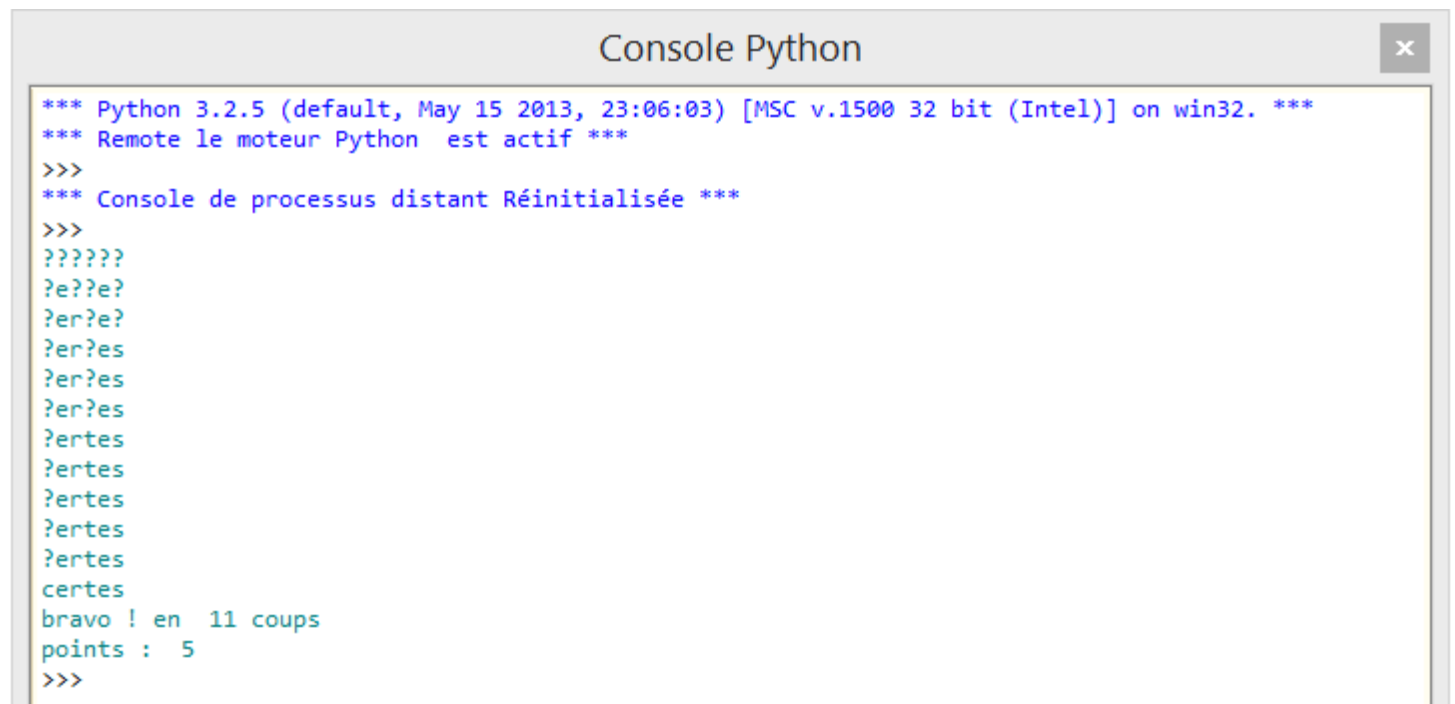 Console Python
*** Python 3.2.5 (default, May 15 2013, 23:06:03) [MSC v.1500 32 bit (Intel)] on win32. ***
*** Remote le moteur Python  est actif ***
>>>
*** Console de processus distant Réinitialisée ***
>>>
??????
?e??e?
?er?e?
?er?es
?er?es
?er?es
?ertes
?ertes
?ertes
?ertes
?ertes
certes
bravo ! en  11 coups
points :  5
>>>